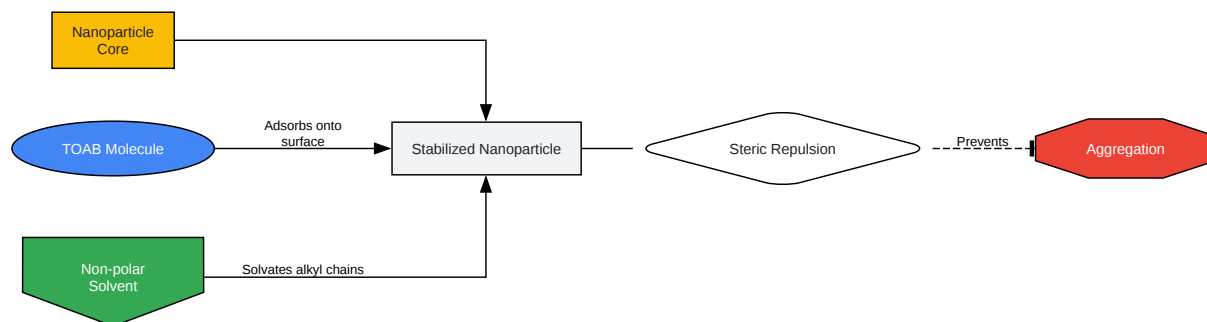 Nanoparticle
Core
TOAB Molecule
Adsorbs onto
surface
Stabilized Nanoparticle
Steric Repulsion
Prevents
Aggregation
Non-polar
Solvent
Solvates alkyl chains